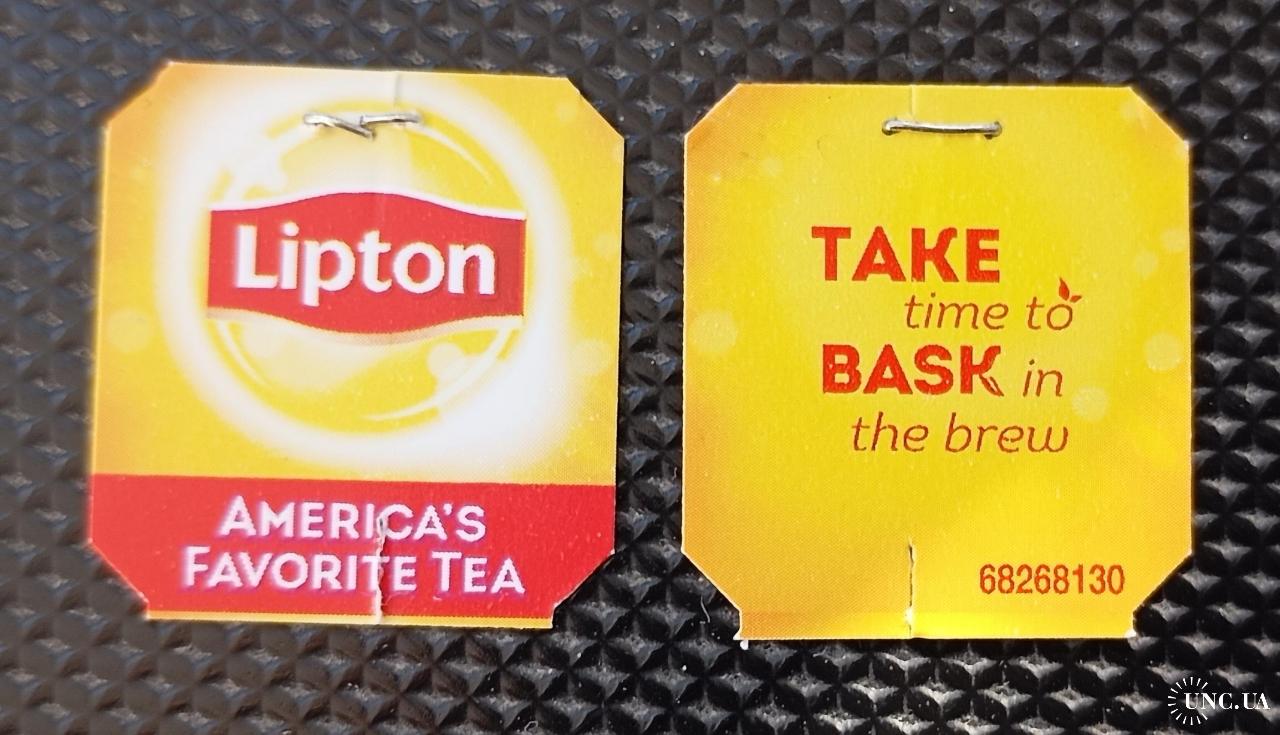 Lipton
AMERICA'S
FAVORITE TEA
TAKE
time to
BASK in
the brew
68268130
UNC.UA